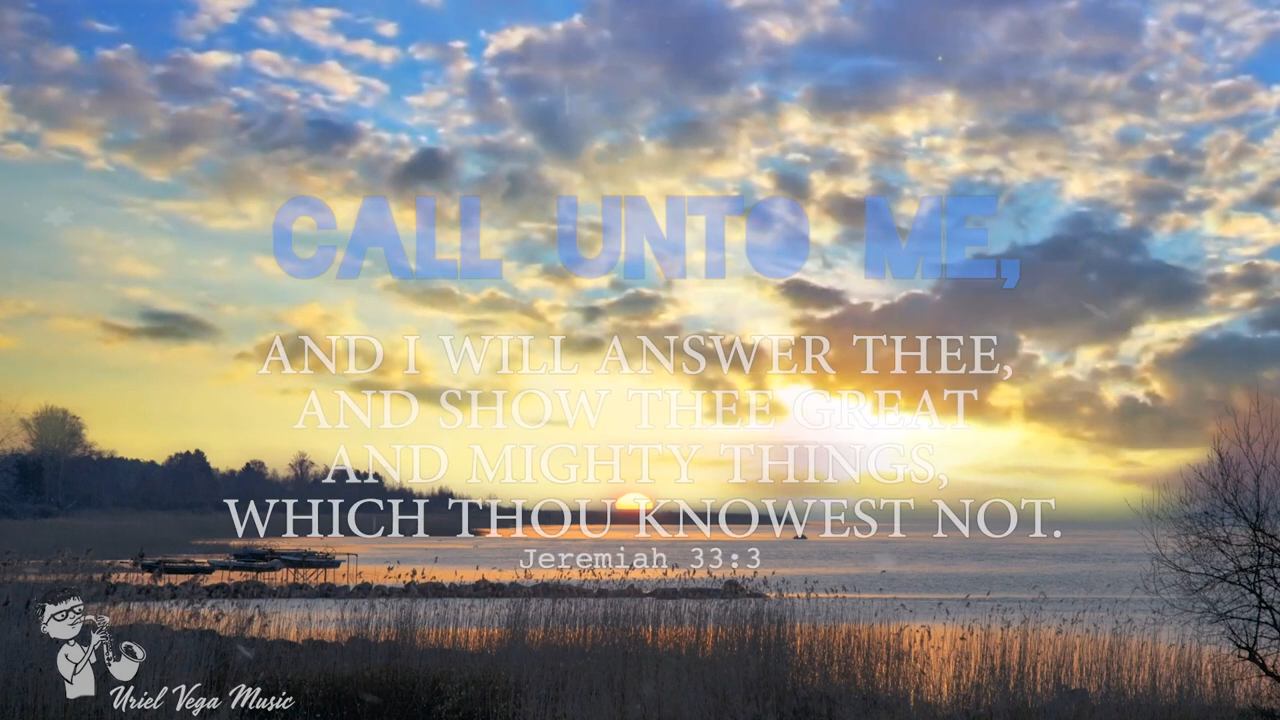 CALL UNTO ME,
AND I WILL ANSWER THEE,
AND SHOW THEE GREAT
AND MIGHTY THINGS,
WHICH THOU KNOWEST NOT.
Jeremiah 33:3
Uriel Vega Music